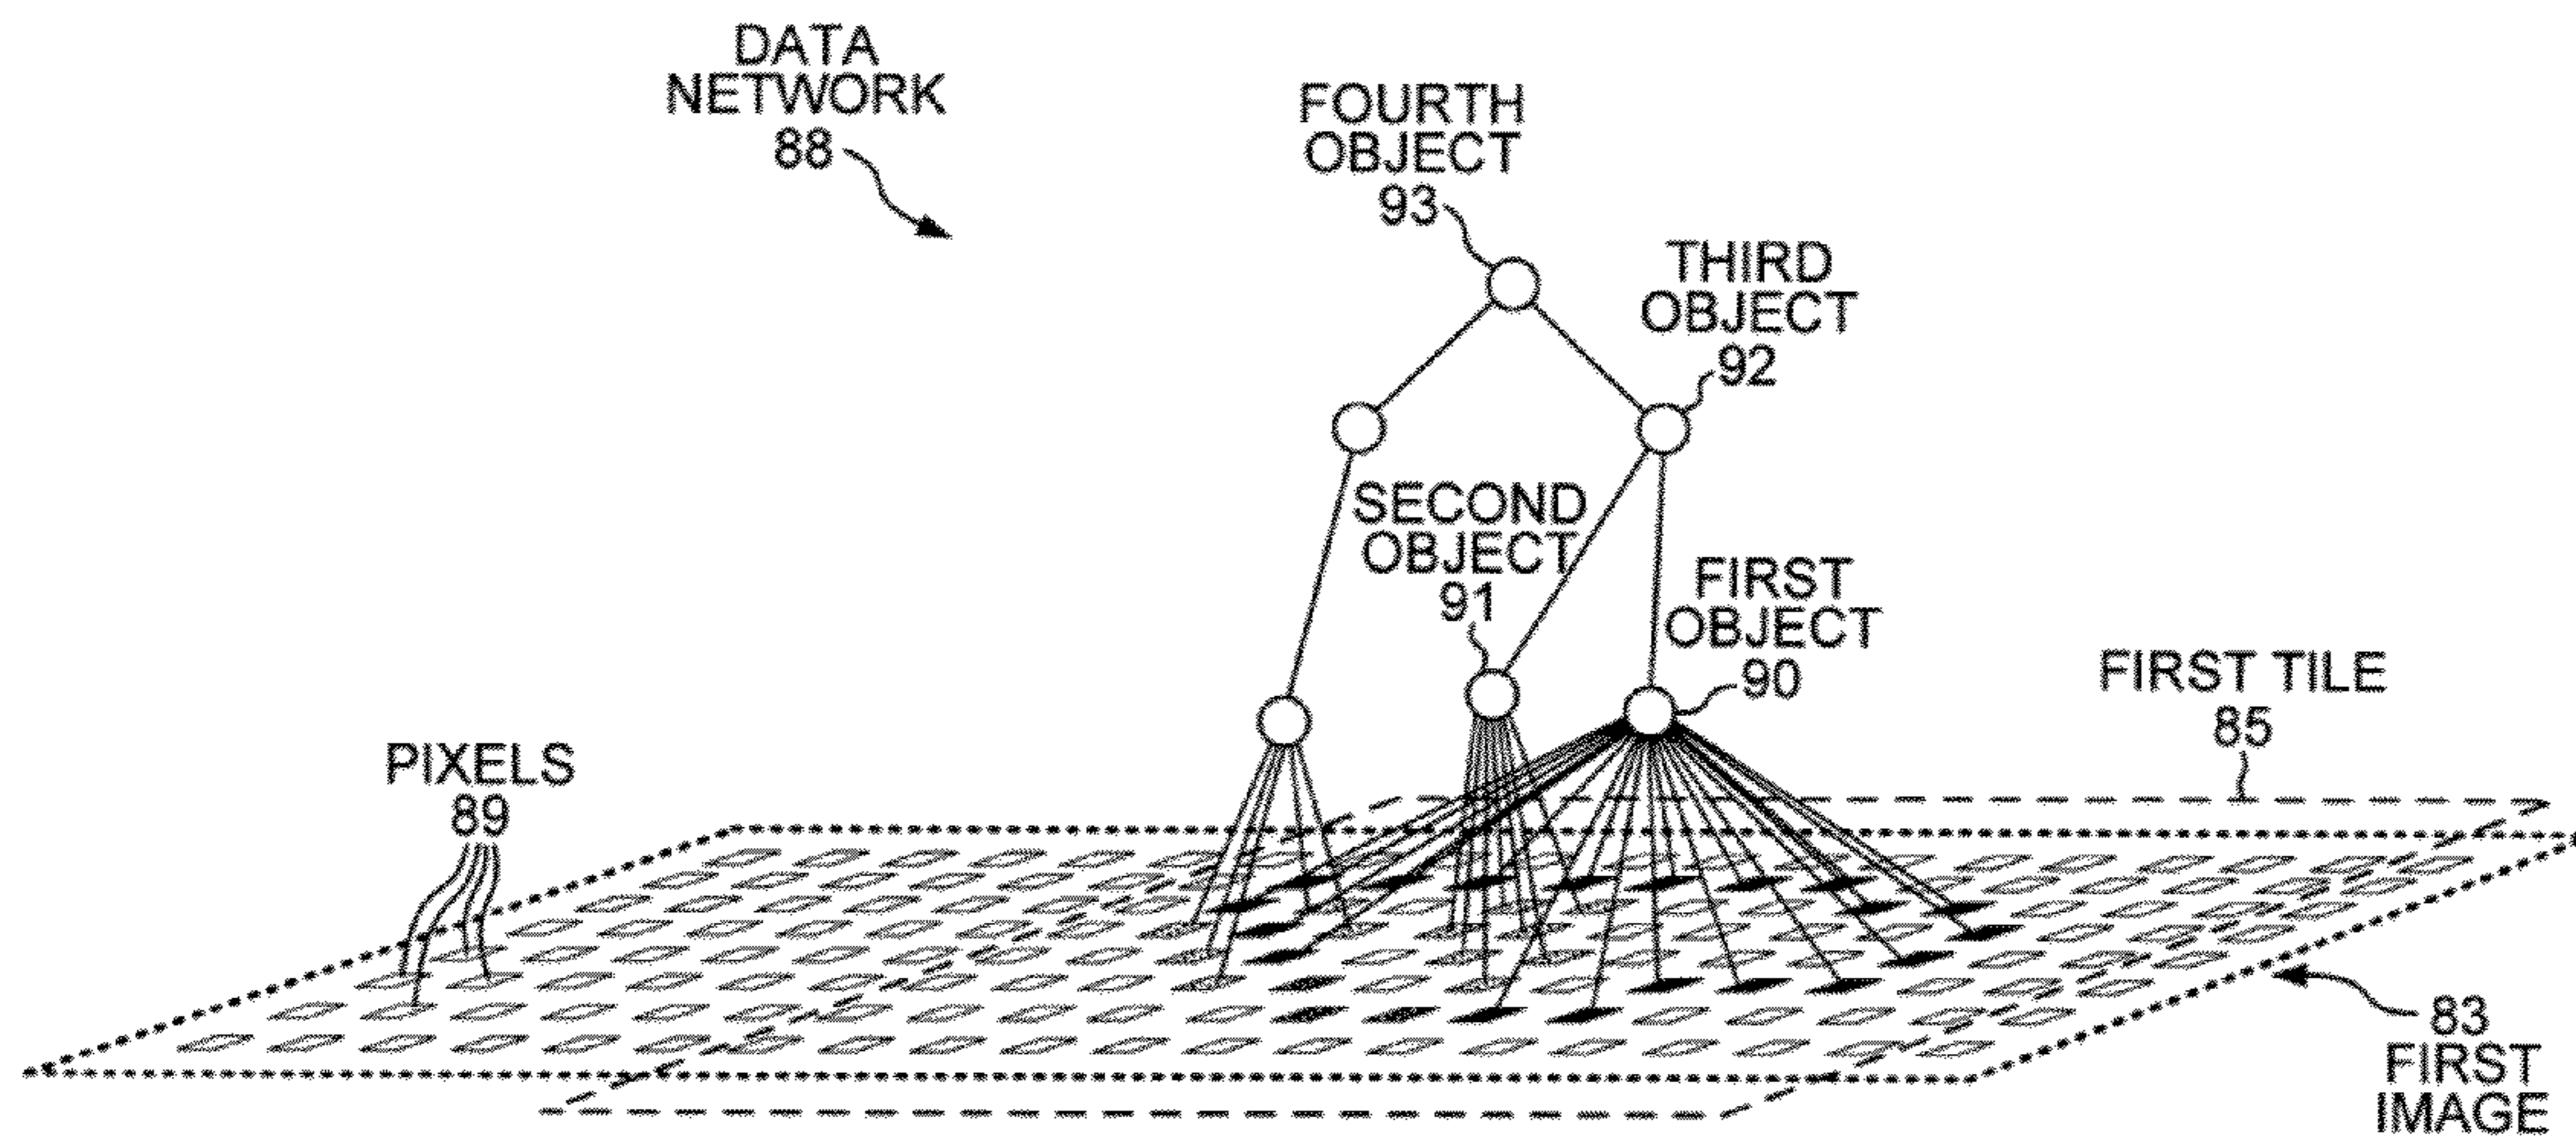 DATA
NETWORK
88
FOURTH
OBJECT
93
THIRD
OBJECT
92
SECOND
OBJECT
91
FIRST
OBJECT
90
FIRST TILE
85
PIXELS
89
83
FIRST
IMAGE